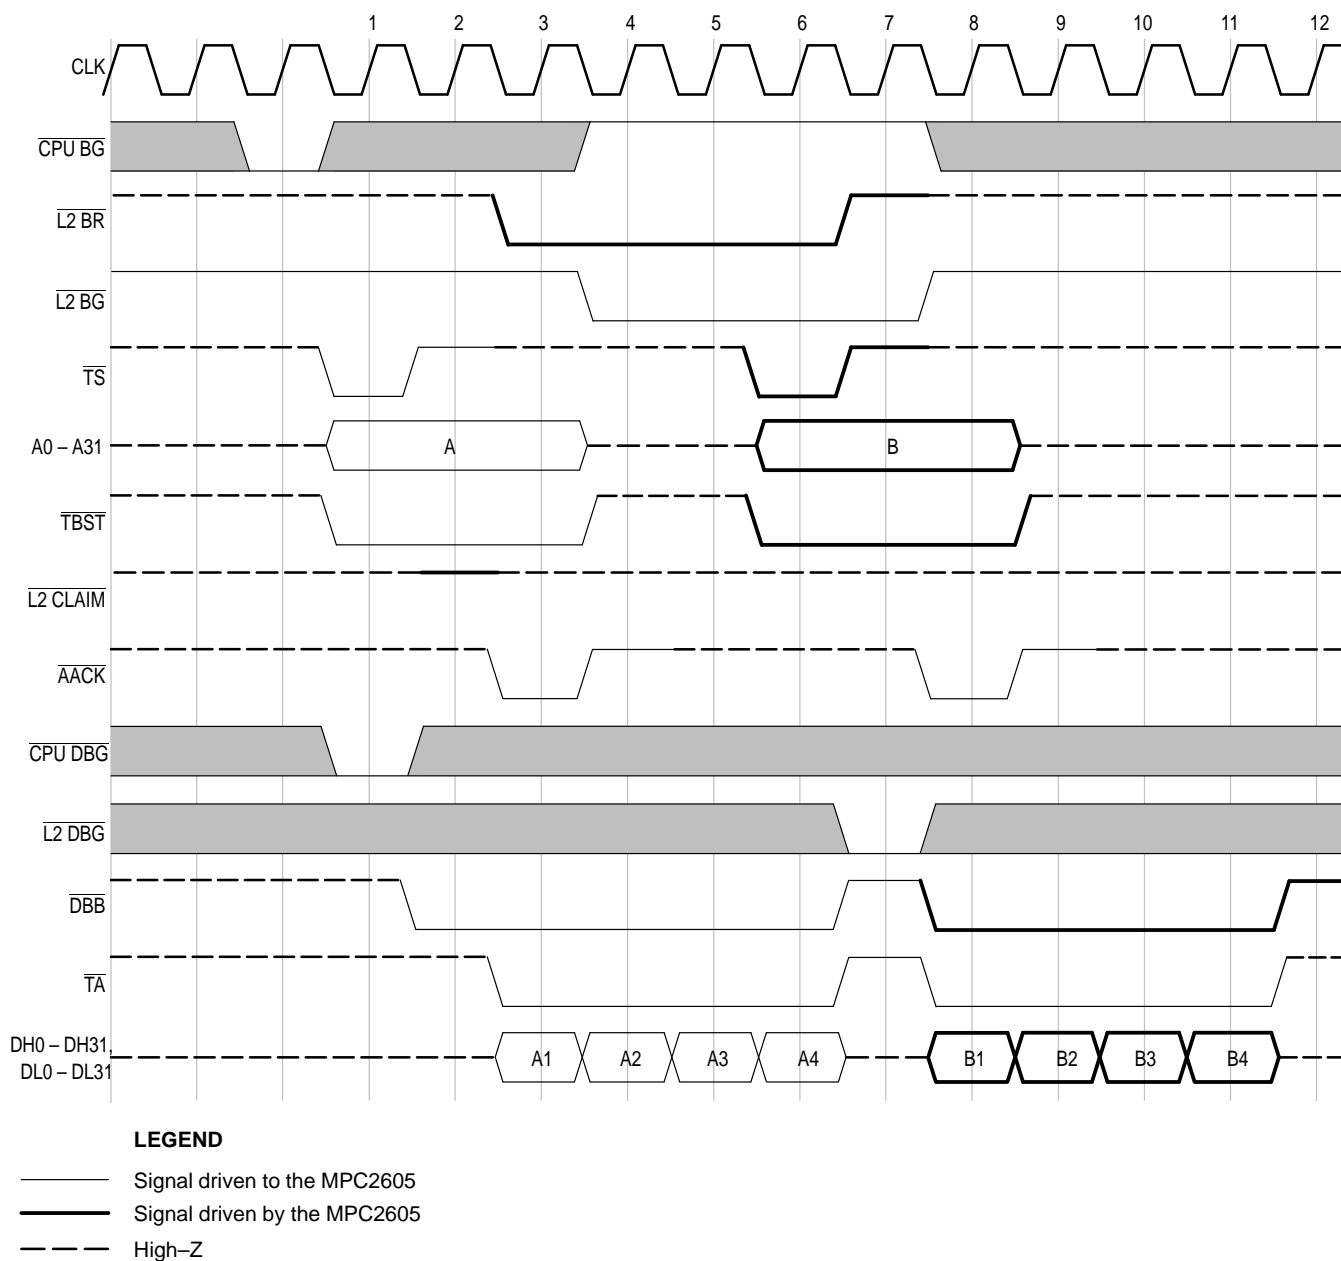 1 2 3 4 5 6 7 8 9 10 11 12
CLK
CPU BG
L2 BR
L2 BG
TS
A0 – A31 A B
TBST
L2 CLAIM
AACK
CPU DBG
L2 DBG
DBB
TA
DH0 – DH31,
DL0 – DL31 A1 A2 A3 A4 B1 B2 B3 B4
LEGEND
Signal driven to the MPC2605
Signal driven by the MPC2605
High–Z